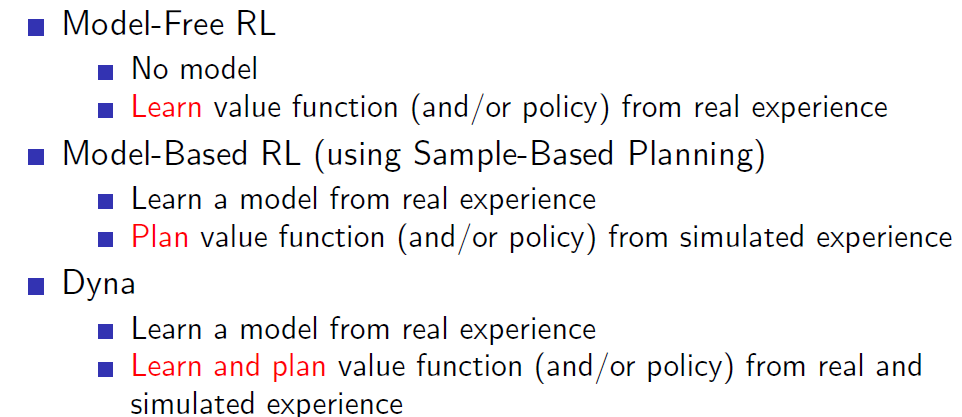 Model-Free RL
No model
Learn value function (and/or policy) from real experience
Model-Based RL (using Sample-Based Planning)
Learn a model from real experience
Plan value function (and/or policy) from simulated experience
Dyna
Learn a model from real experience
Learn and plan value function (and/or policy) from real and
simulated experience